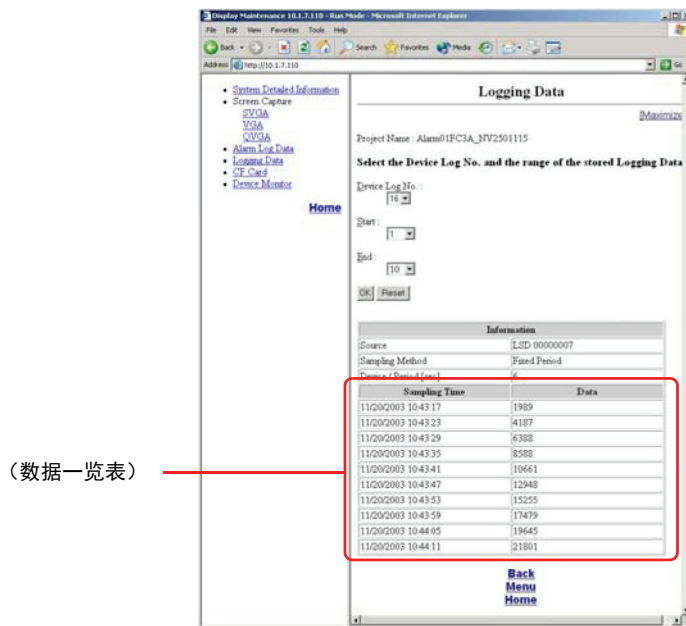 Display Maintenance 10.1.7.110 - Run Mode - Microsoft Internet Explorer
File Edit View Favorites Tools Help
Back Search Favorites Media
Address http://10.1.7.110 Go
System Detailed Information
Screen Capture
SVGA
VGA
QVGA
Alarm Log Data
Logging Data
CF Card
Device Monitor
Home
Logging Data
[Maximize
Project Name : Alarm01FC3A_NV2501115
Select the Device Log No. and the range of the stored Logging Data
Device Log No. :
16
Start :
1
End :
10
OK Reset
Information
Source LSD 00000007
Sampling Method Fixed Period
Device / Period [sec] 6
Sampling Time Data
11/20/2003 10:43:17 1989
11/20/2003 10:43:23 4187
11/20/2003 10:43:29 6388
11/20/2003 10:43:35 8588
11/20/2003 10:43:41 10661
11/20/2003 10:43:47 12948
11/20/2003 10:43:53 15255
11/20/2003 10:43:59 17479
11/20/2003 10:44:05 19645
11/20/2003 10:44:11 21801
（数据一览表）
Back
Menu
Home